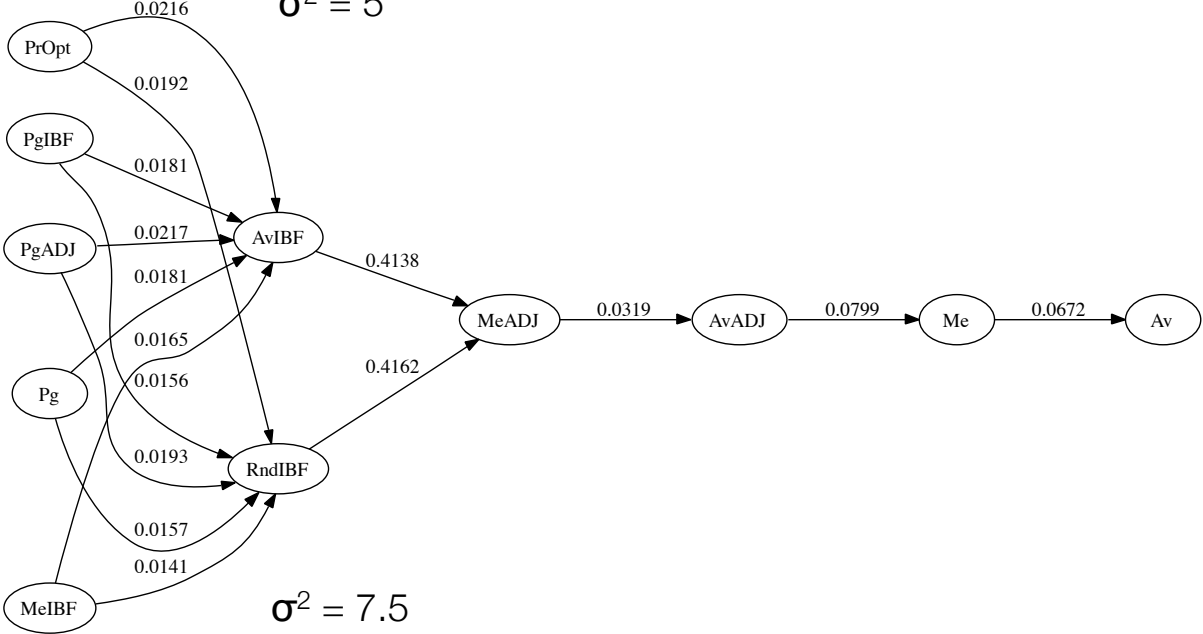 σ² = 5
0.0216
PrOpt
0.0192
PgIBF
0.0181
0.0217
AvIBF
PgADJ
0.4138
0.0181
MeADJ
0.0319
AvADJ
0.0799
Me
0.0672
Av
0.0165
0.4162
0.0156
Pg
0.0193
RndIBF
0.0157
0.0141
MeIBF
σ² = 7.5